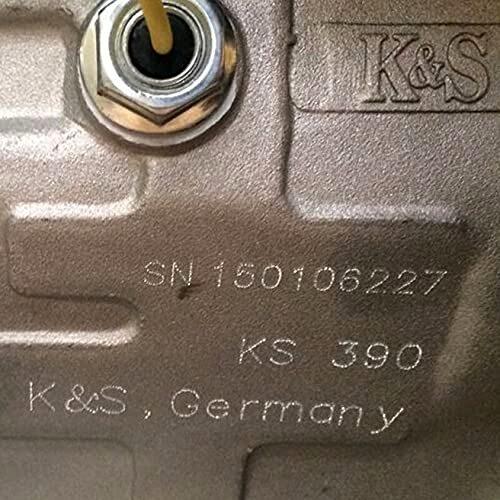 K&S
SN 150106227
KS 390
K&S, Germany